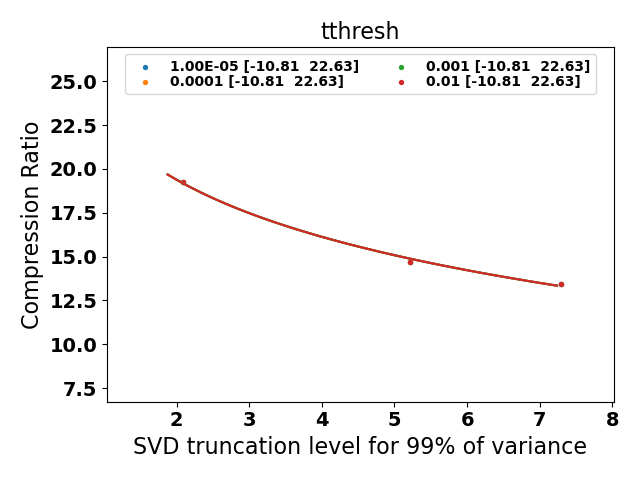 tthresh
1.00E-05 [-10.81 22.63]
0.0001 [-10.81 22.63]
0.001 [-10.81 22.63]
0.01 [-10.81 22.63]
Compression Ratio
25.0
22.5
20.0
17.5
15.0
12.5
10.0
7.5
2 3 4 5 6 7 8
SVD truncation level for 99% of variance